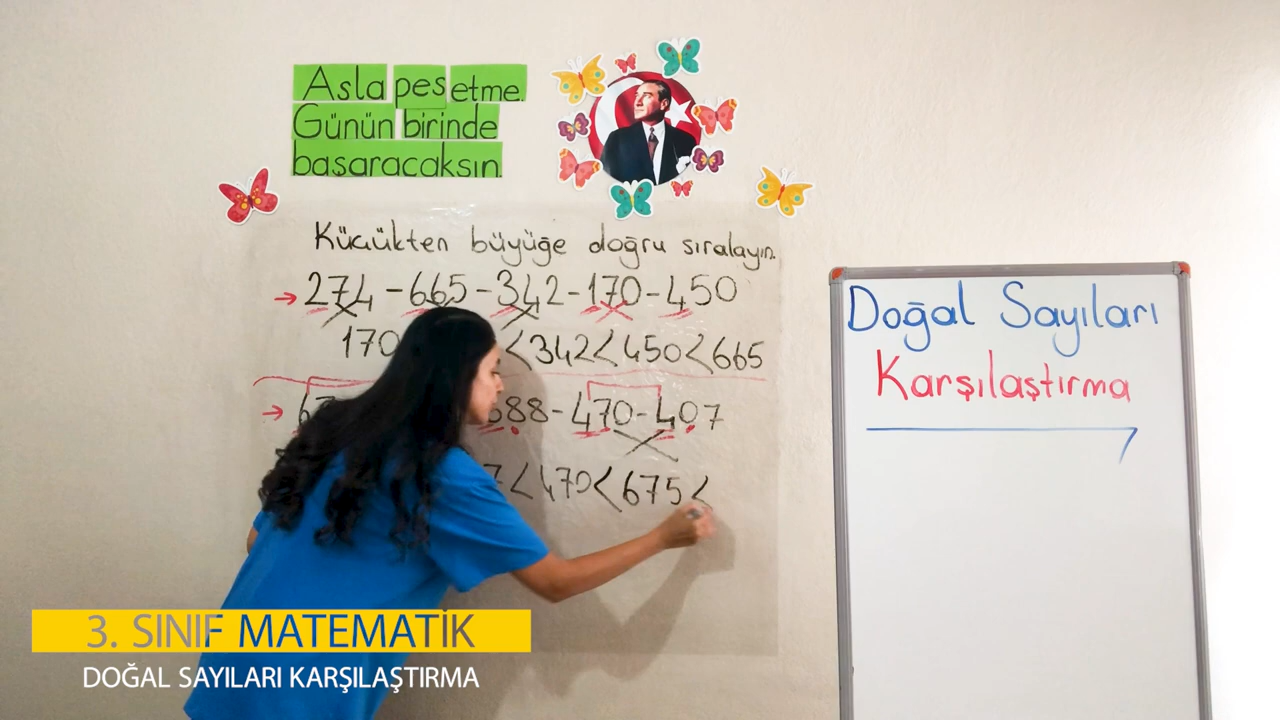 Asla pes etme.
Günün birinde
başaracaksın.
Küçükten büyüğe doğru sıralayın.
→ 274 - 665 - 342 - 170 - 450
170 < 342 < 450 < 665
→ 88 - 470 - 407
< 470 < 675 <
Doğal Sayıları
Karşılaştırma
3. SINIF MATEMATİK
DOĞAL SAYILARI KARŞILAŞTIRMA